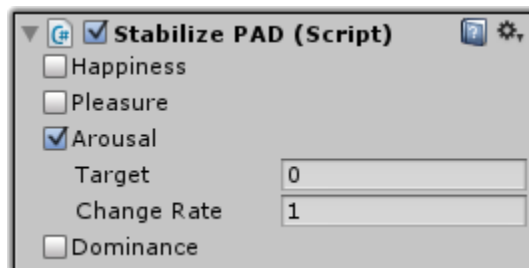 Stabilize PAD (Script)
Happiness
Pleasure
Arousal
Target 0
Change Rate 1
Dominance